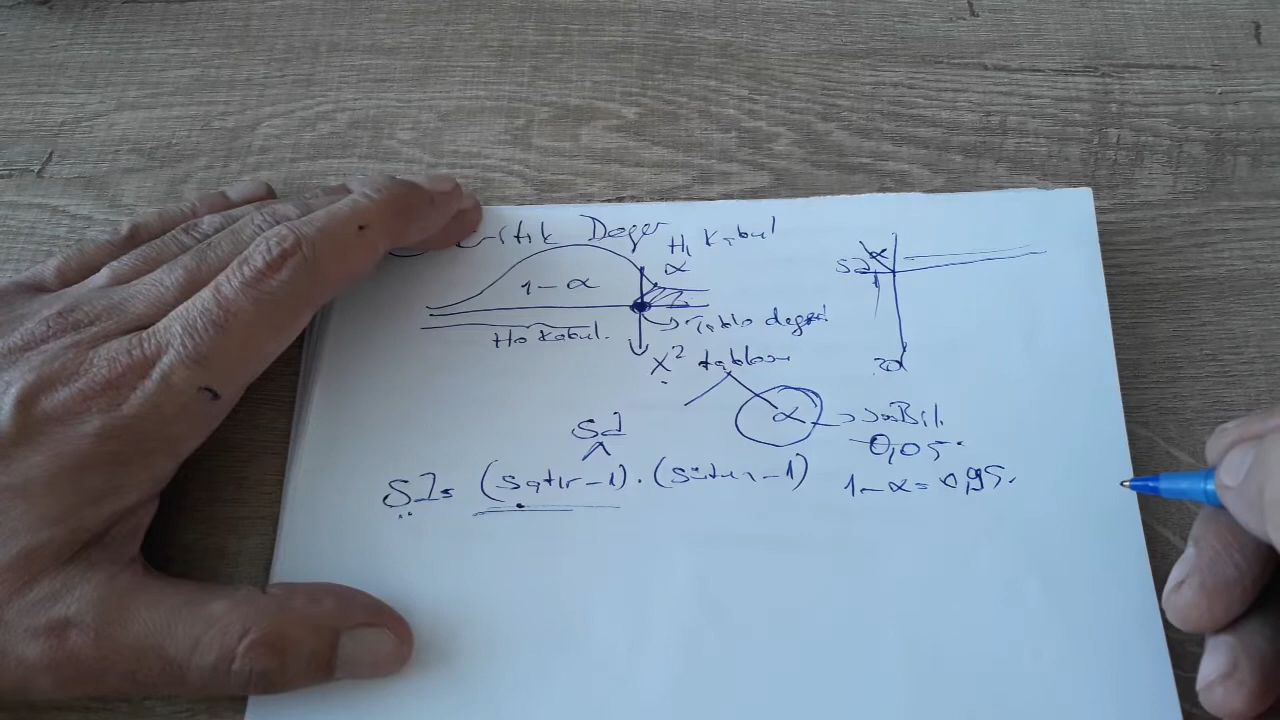 Değer
H₁ Kabul
1-α
α
H₀ Kabul.
Tablo değeri
X² tablosu
Sd
α
0,05.
Sd= (Satır-1).(Sütun-1)
1-α=0,95.
Sd
α